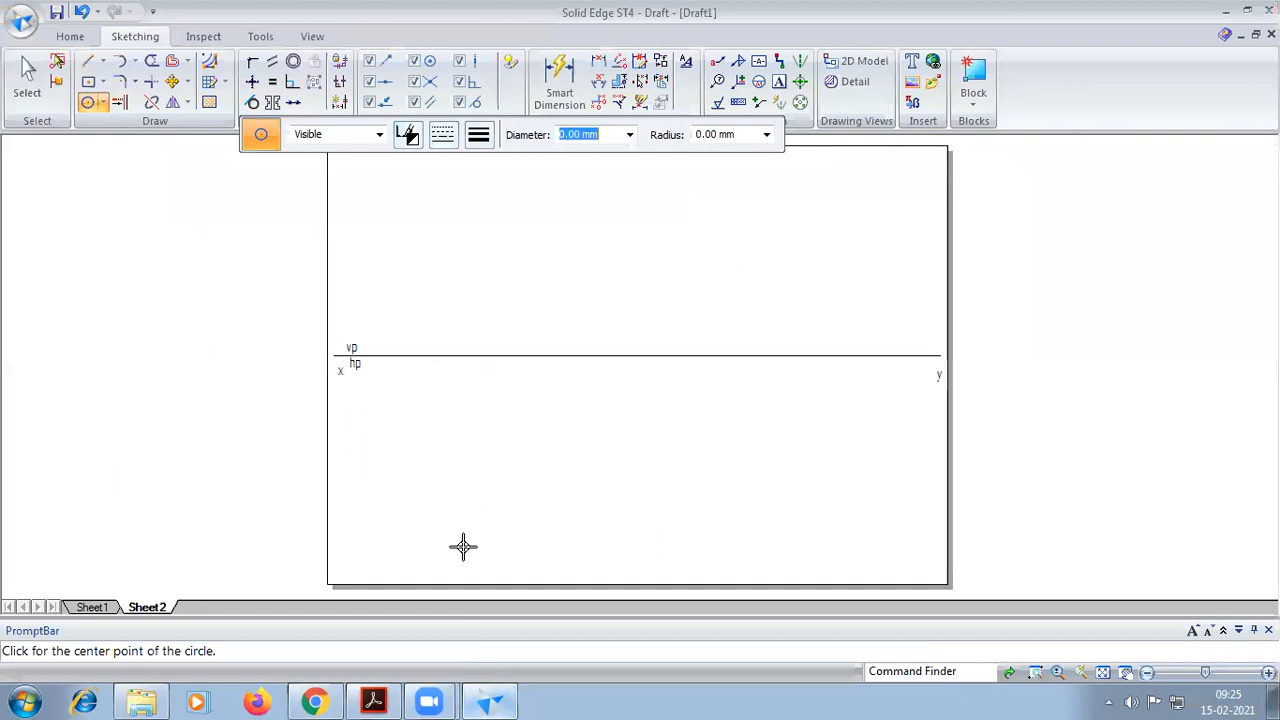 Solid Edge ST4 - Draft - [Draft1]
Home Sketching Inspect Tools View
Select
Smart
Dimension
2D Model
Detail
Block
Select Draw Drawing Views Insert Blocks
Visible Diameter: 0.00 mm Radius: 0.00 mm
vp
hp
x
y
Sheet1 Sheet2
PromptBar
Click for the center point of the circle.
Command Finder
09:25
15-02-2021